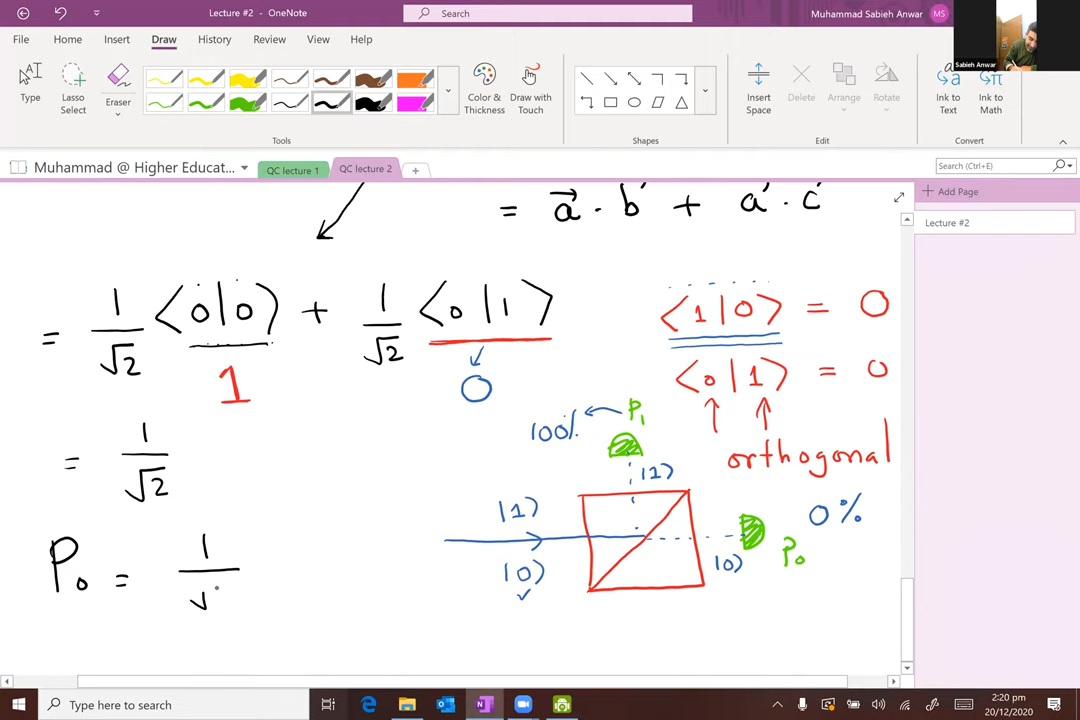 Lecture #2 - OneNote
Search
Muhammad Sabieh Anwar
MS
File
Home
Insert
Draw
History
Review
View
Help
Type
Lasso Select
Eraser
Color & Thickness
Draw with Touch
Insert Space
Delete
Arrange
Rotate
Ink to Text
Ink to Math
Tools
Shapes
Edit
Convert
Sabieh Anwar
Muhammad @ Higher Educat...
QC lecture 1
QC lecture 2
Search (Ctrl+E)
Add Page
Lecture #2
= a⃗ · b' + a' · c'
= 1/√2 ⟨0|0⟩ + 1/√2 ⟨0|1⟩
1
0
⟨1|0⟩ = 0
⟨0|1⟩ = 0
orthogonal
= 1/√2
100%
P₁
|1⟩
|1⟩
|0⟩
|0⟩
0%
P₀
P₀ = 1/√
Type here to search
2:20 pm
20/12/2020